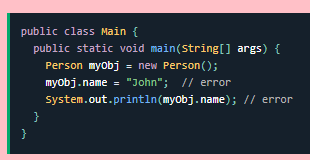 public class Main {
  public static void main(String[] args) {
    Person myObj = new Person();
    myObj.name = "John";  // error
    System.out.println(myObj.name); // error
  }
}